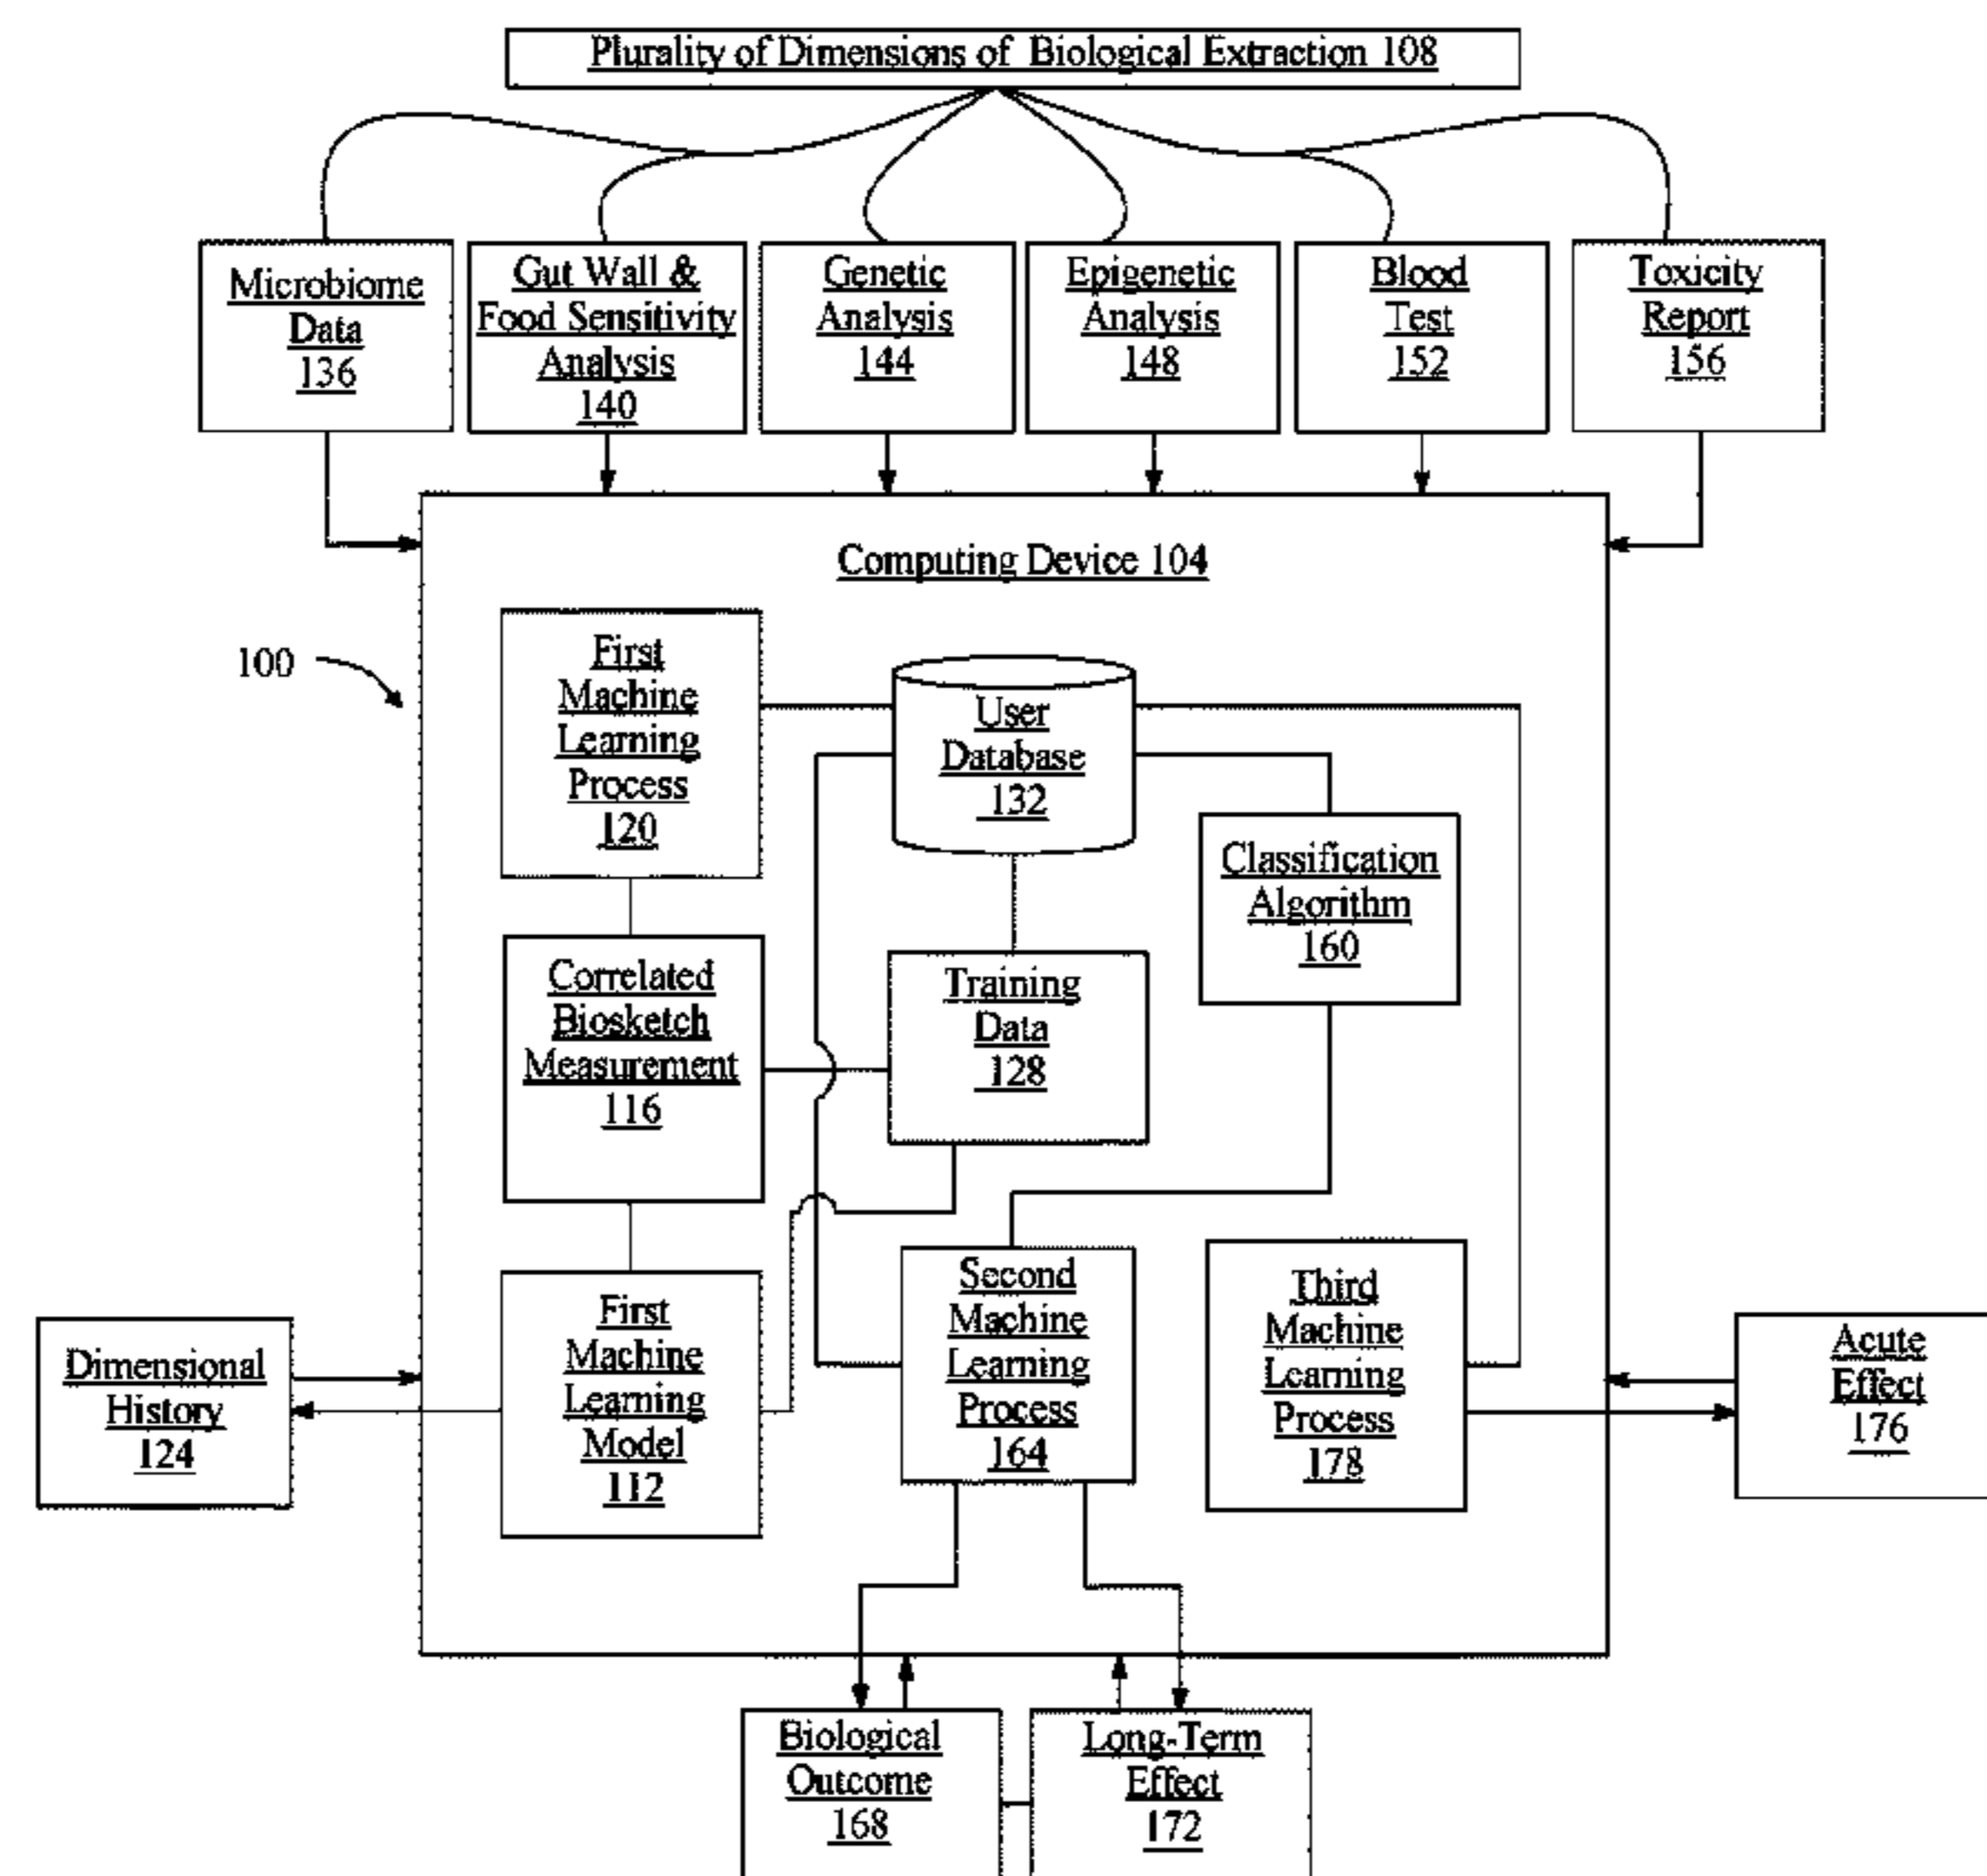 Plurality of Dimensions of Biological Extraction 108
Microbiome
Data
136
Gut Wall &
Food Sensitivity
Analysis
140
Genetic
Analysis
144
Epigenetic
Analysis
148
Blood
Test
152
Toxicity
Report
156
Computing Device 104
100
First
Machine
Learning
Process
120
User
Database
132
Classification
Algorithm
160
Correlated
Biosketch
Measurement
116
Training
Data
128
First
Machine
Learning
Model
112
Second
Machine
Learning
Process
164
Third
Machine
Learning
Process
178
Dimensional
History
124
Acute
Effect
176
Biological
Outcome
168
Long-Term
Effect
172